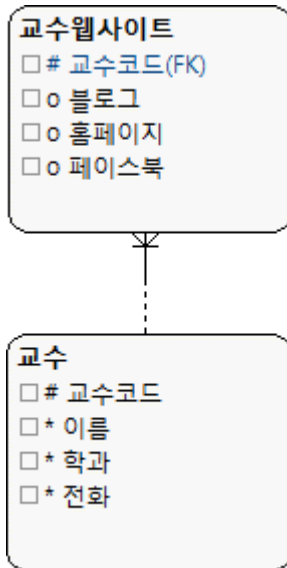 교수웹사이트
# 교수코드(FK)
o 블로그
o 홈페이지
o 페이스북
교수
# 교수코드
* 이름
* 학과
* 전화